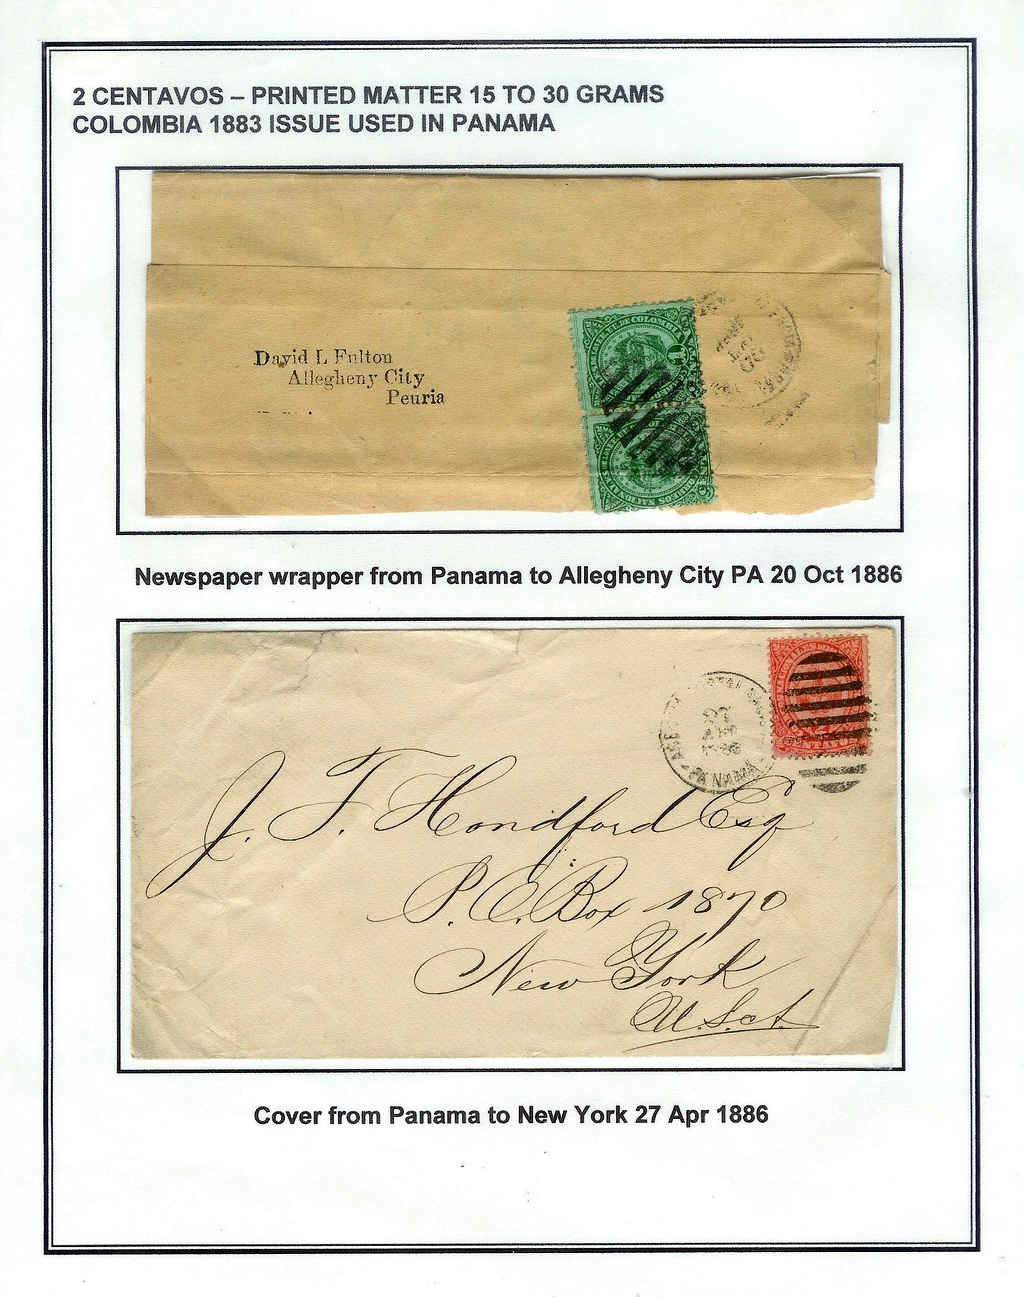 2 CENTAVOS – PRINTED MATTER 15 TO 30 GRAMS
COLOMBIA 1883 ISSUE USED IN PANAMA
David L Fulton
Allegheny City
Peuria
Newspaper wrapper from Panama to Allegheny City PA 20 Oct 1886
27
PANAMA
J. T. Handford Esq
P.O. Box 1870
New York
U.S.A.
Cover from Panama to New York 27 Apr 1886